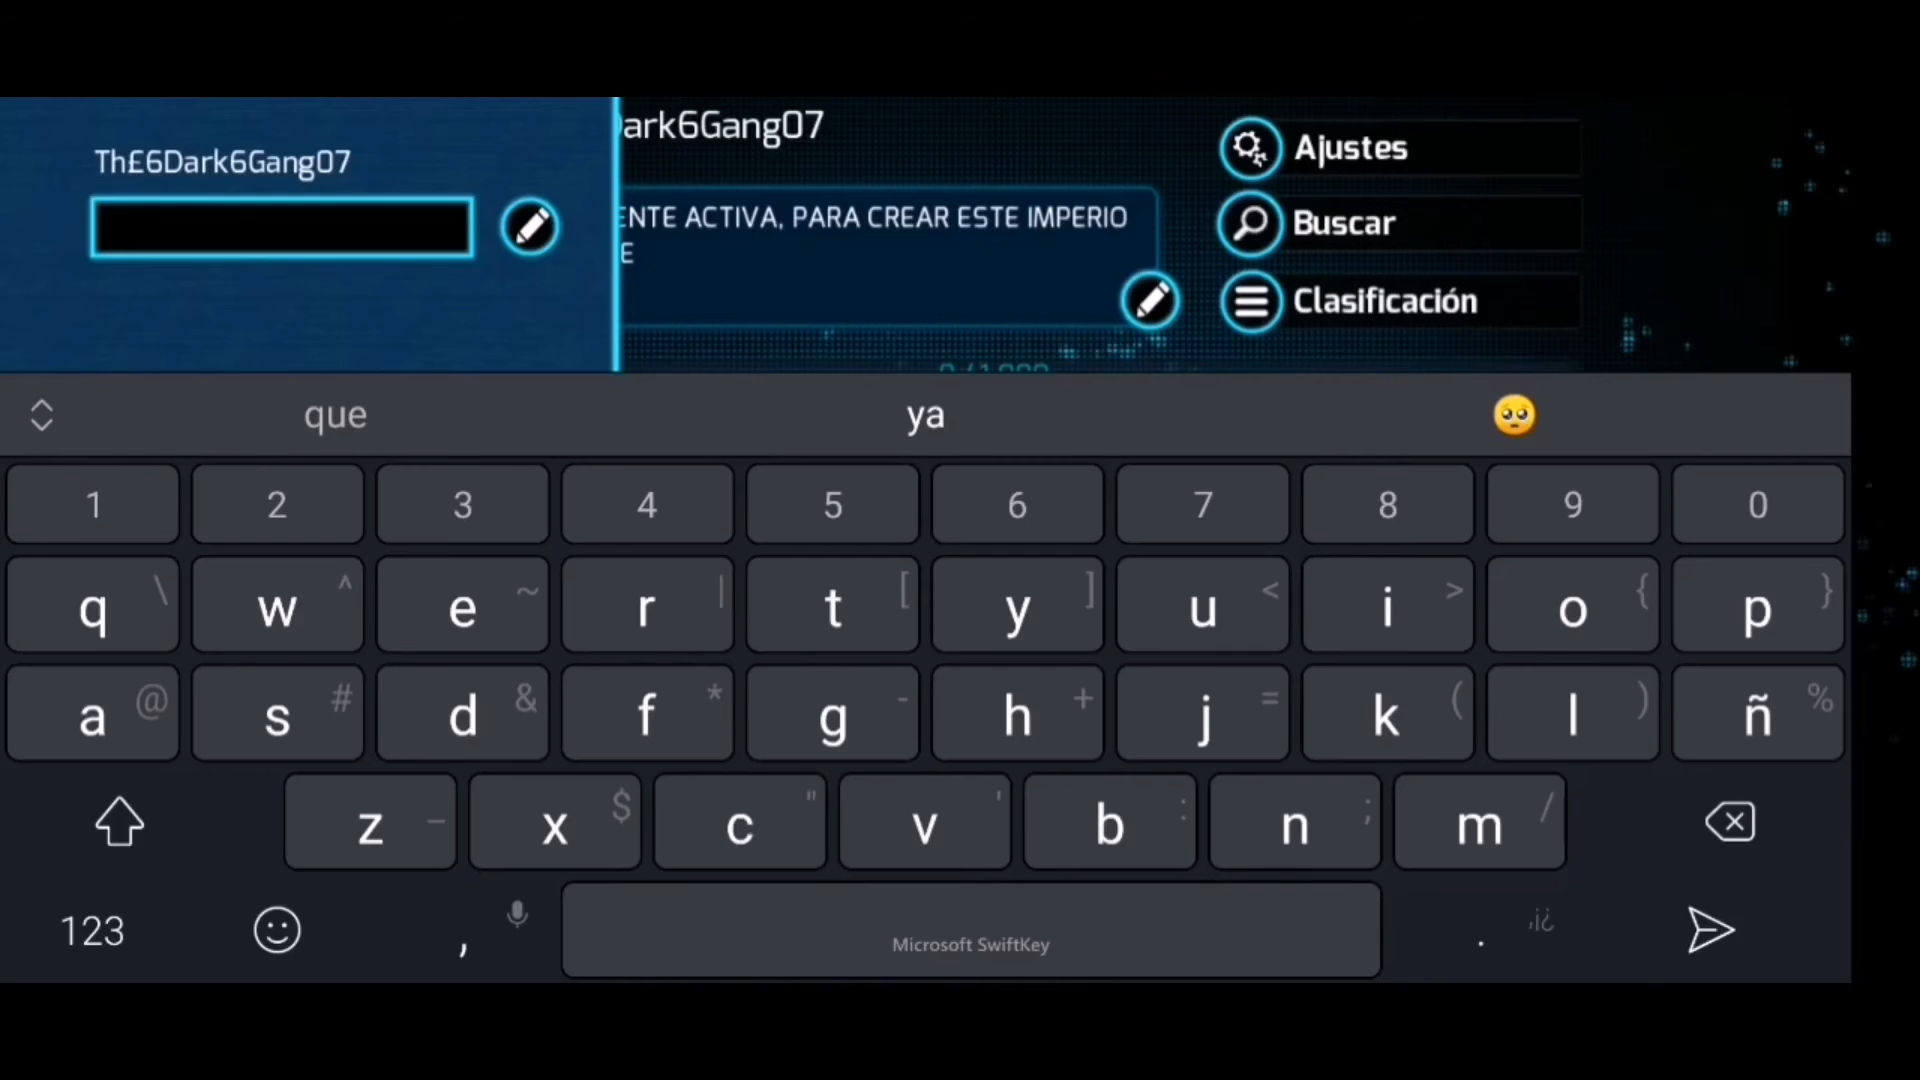 Th£6Dark6Gang07
ark6Gang07
ENTE ACTIVA, PARA CREAR ESTE IMPERIO
E
Ajustes
Buscar
Clasificación
que ya 🥺
1 2 3 4 5 6 7 8 9 0
q \ w ^ e ~ r | t [ y ] u < i > o { p }
a @ s # d & f * g - h + j = k ( l ) ñ %
z _ x $ c " v ' b : n ; m /
123 , Microsoft SwiftKey . ,¡¿